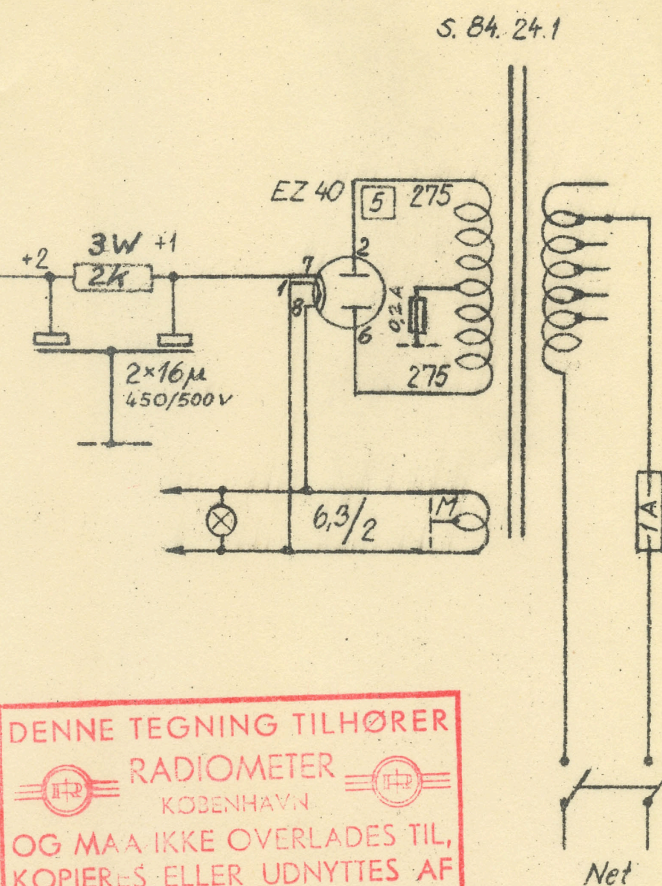 S. 84. 24.1
EZ 40
5
275
3W
+1
+2
2k
7
2
1
8
0,2 A
6
275
2×16µ
450/500V
6,3/2
M
1A
DENNE TEGNING TILHØRER
RADIOMETER
KØBENHAVN
OG MAA IKKE OVERLADES TIL,
KOPIERES ELLER UDNYTTES AF
Net